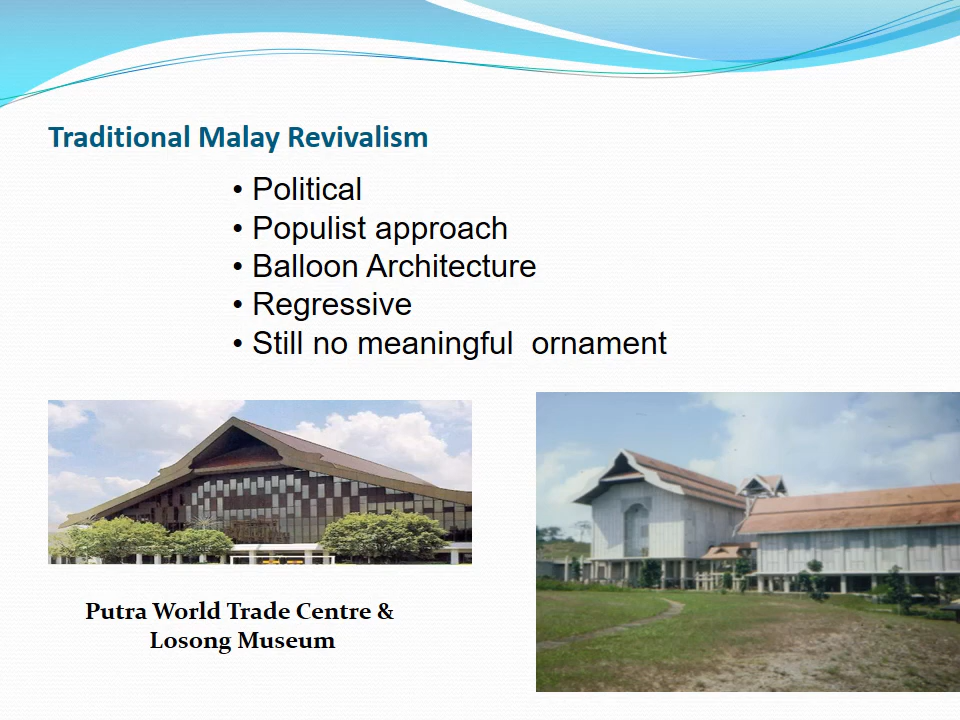 Traditional Malay Revivalism
• Political
• Populist approach
• Balloon Architecture
• Regressive
• Still no meaningful  ornament
Putra World Trade Centre &
Losong Museum